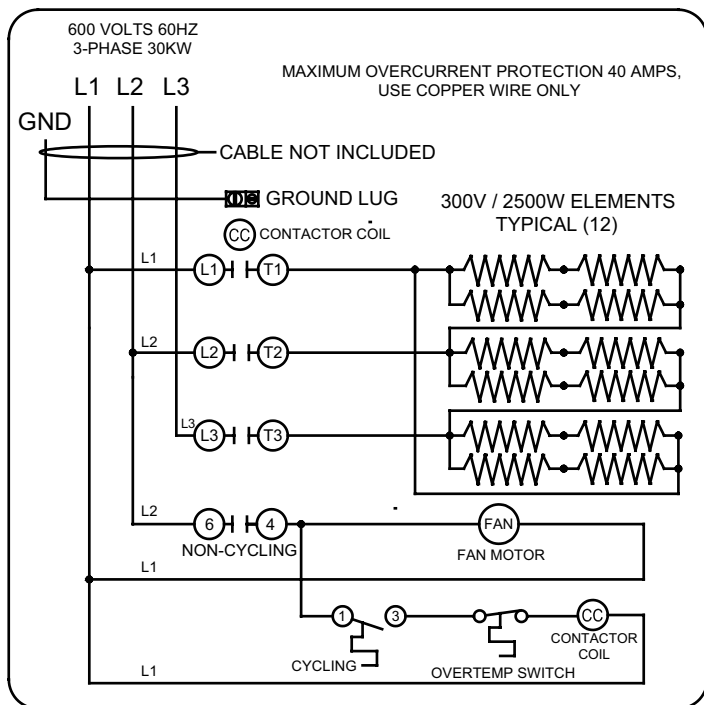 600 VOLTS 60HZ
3-PHASE 30KW
L1 L2 L3
MAXIMUM OVERCURRENT PROTECTION 40 AMPS,
USE COPPER WIRE ONLY
GND
CABLE NOT INCLUDED
GROUND LUG
300V / 2500W ELEMENTS
TYPICAL (12)
CC CONTACTOR COIL
L1
L1 T1
L2
L2 T2
L3
L3 T3
L2
6 4
FAN
NON-CYCLING
FAN MOTOR
L1
1 3
CC
CONTACTOR
COIL
CYCLING
OVERTEMP SWITCH
L1